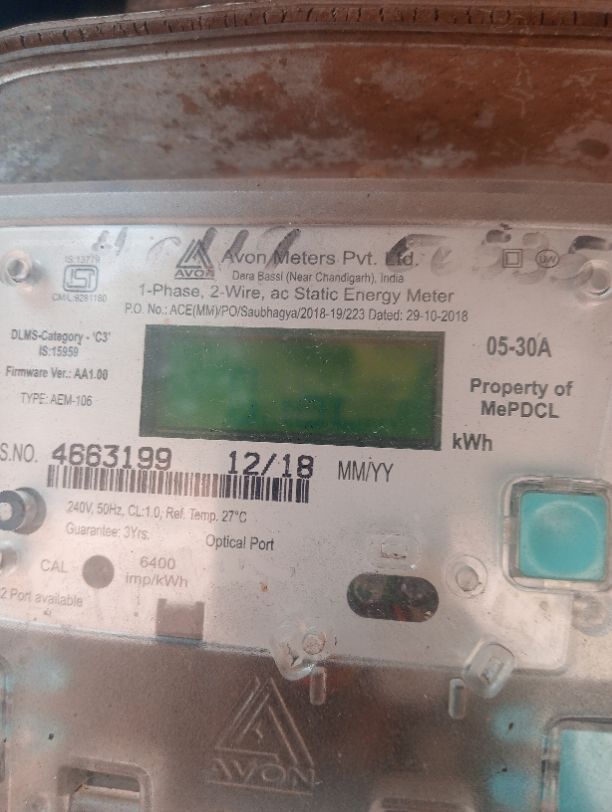 IS:13779
CM/L:9281180
AVON
Avon Meters Pvt. Ltd.
Dera Bassi (Near Chandigarh), India
1-Phase, 2-Wire, ac Static Energy Meter
P.O. No.: ACE(MM)/PO/Saubhagya/2018-19/223 Dated: 29-10-2018
DLMS-Category - 'C3'
IS:15959
Firmware Ver.: AA1.00
TYPE: AEM-106
05-30A
Property of
MePDCL
kWh
S.NO. 4663199 12/18 MM/YY
240V, 50Hz, CL:1.0, Ref. Temp. 27°C
Guarantee: 3Yrs.
Optical Port
CAL
6400
imp/kWh
2 Port available
AVON